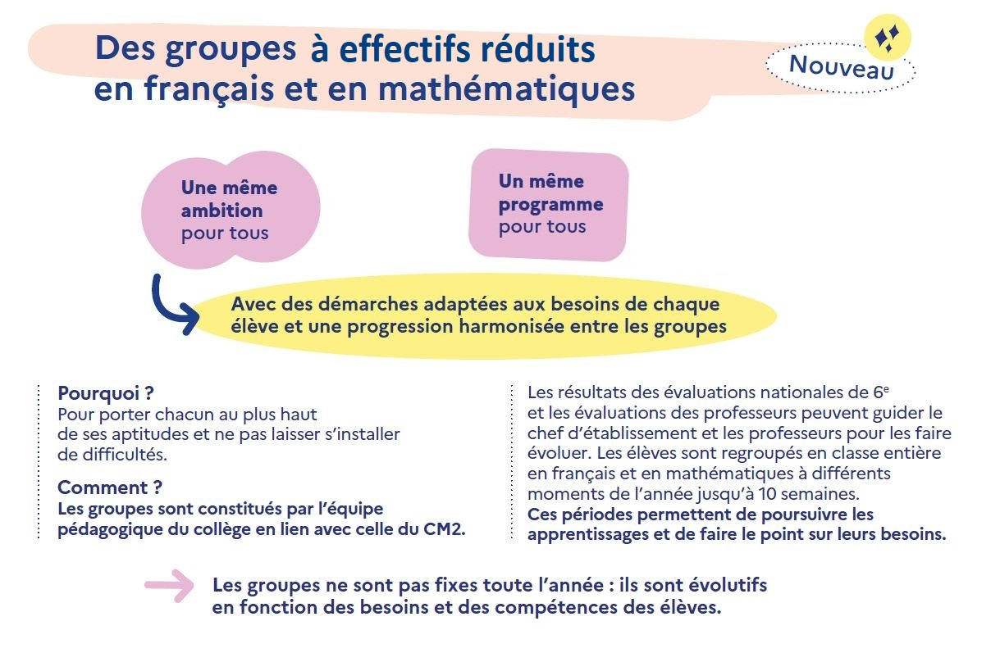 Des groupes à effectifs réduits
en français et en mathématiques
Nouveau
Une même
ambition
pour tous
Un même
programme
pour tous
Avec des démarches adaptées aux besoins de chaque
élève et une progression harmonisée entre les groupes
Pourquoi ?
Pour porter chacun au plus haut
de ses aptitudes et ne pas laisser s’installer
de difficultés.
Comment ?
Les groupes sont constitués par l’équipe
pédagogique du collège en lien avec celle du CM2.
Les résultats des évaluations nationales de 6e
et les évaluations des professeurs peuvent guider le
chef d’établissement et les professeurs pour les faire
évoluer. Les élèves sont regroupés en classe entière
en français et en mathématiques à différents
moments de l’année jusqu’à 10 semaines.
Ces périodes permettent de poursuivre les
apprentissages et de faire le point sur leurs besoins.
Les groupes ne sont pas fixes toute l’année : ils sont évolutifs
en fonction des besoins et des compétences des élèves.